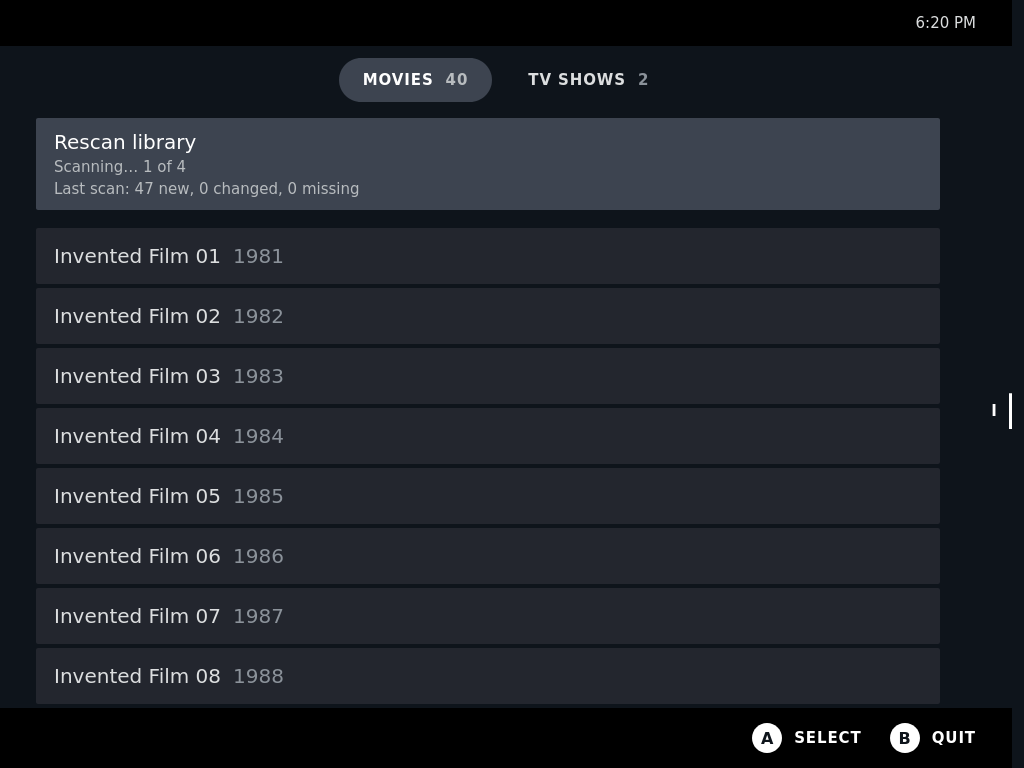 6:20 PM
MOVIES 40 TV SHOWS 2
Rescan library
Scanning... 1 of 4
Last scan: 47 new, 0 changed, 0 missing
Invented Film 01 1981
Invented Film 02 1982
Invented Film 03 1983
Invented Film 04 1984
I
Invented Film 05 1985
Invented Film 06 1986
Invented Film 07 1987
Invented Film 08 1988
A SELECT B QUIT